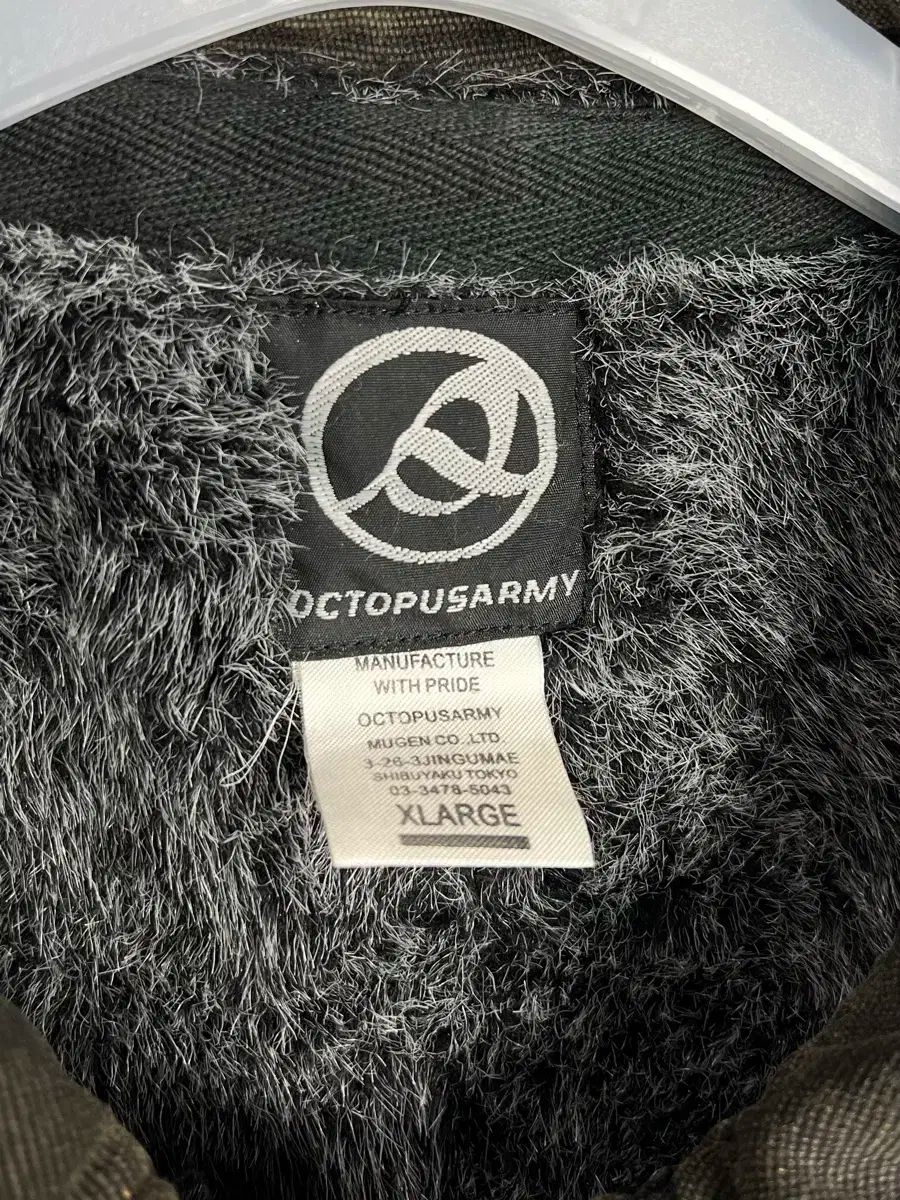 OCTOPUSARMY
MANUFACTURE
WITH PRIDE
OCTOPUSARMY
MUGEN CO.,LTD.
3-26-3JINGUMAE
SHIBUYAKU TOKYO
03-3478-5043
XLARGE